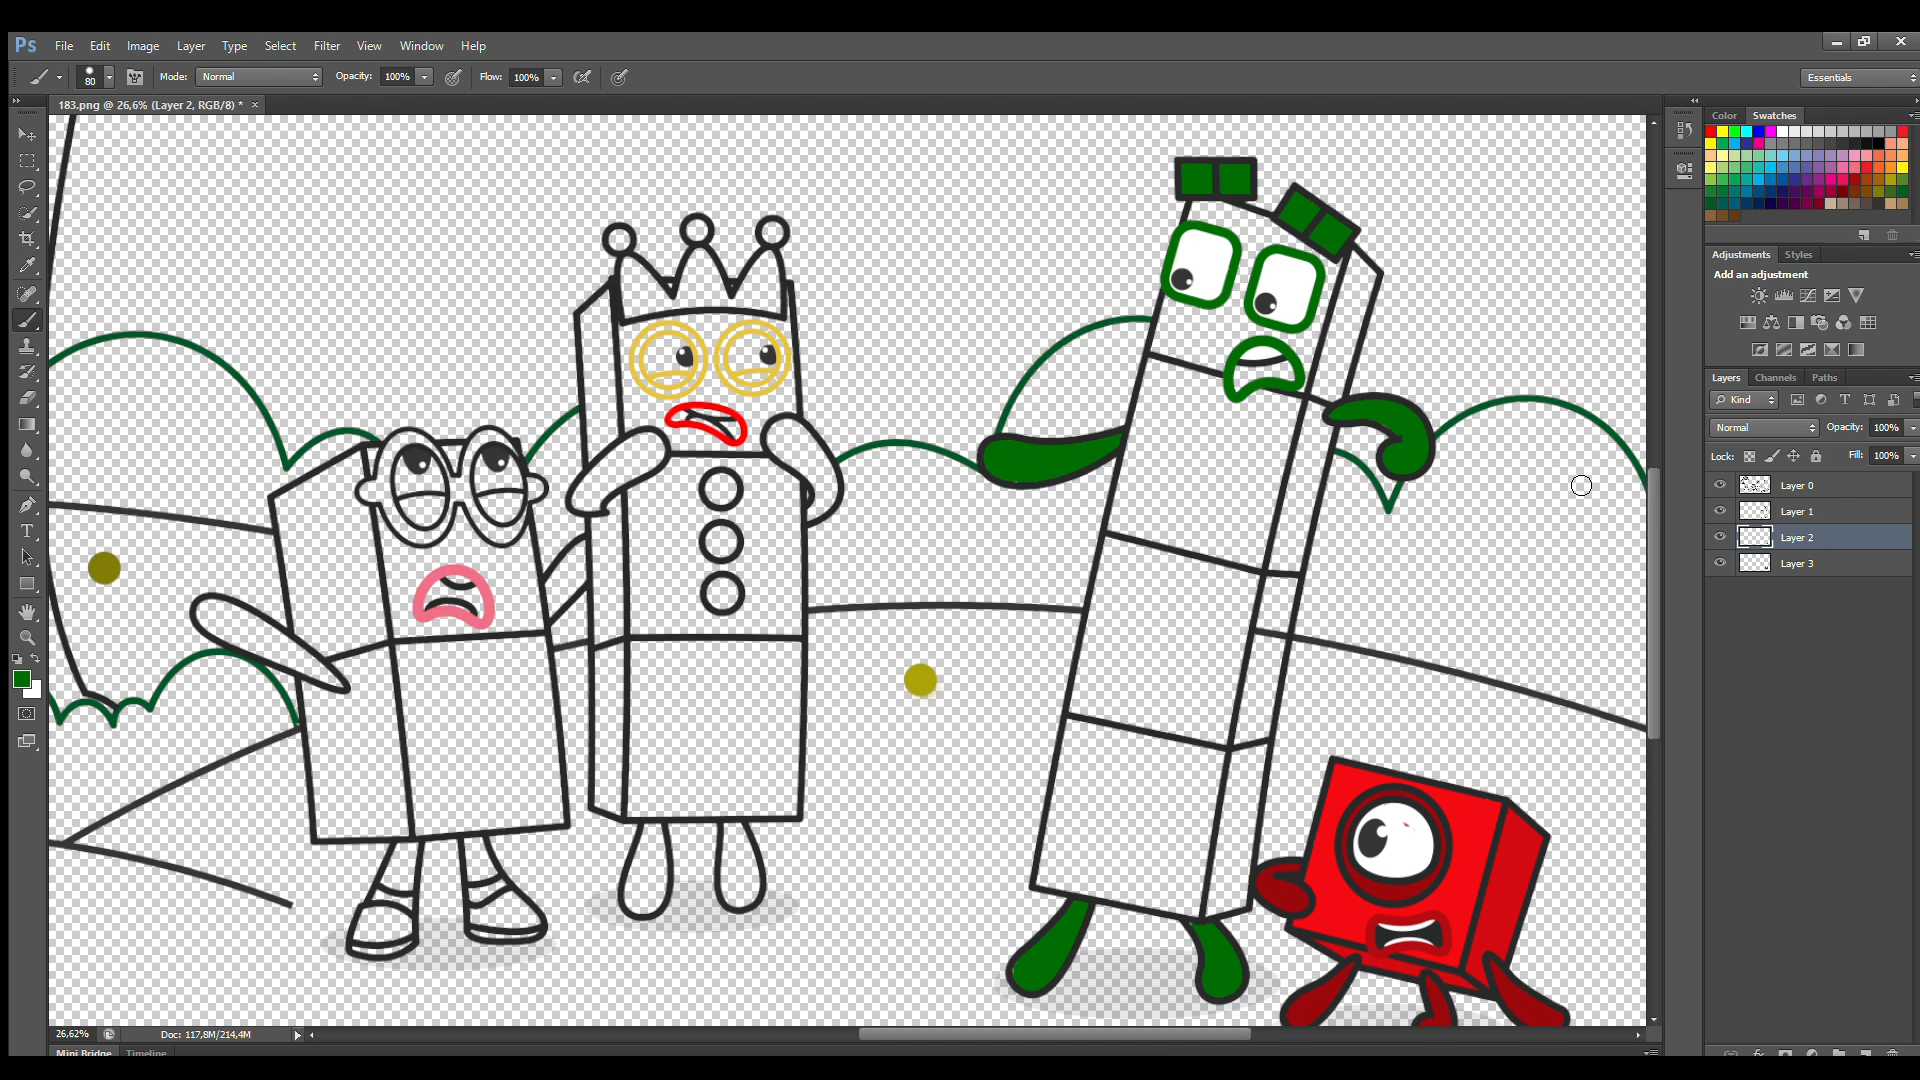 Ps File Edit Image Layer Type Select Filter View Window Help
80 Mode: Normal Opacity: 100% Flow: 100% Essentials
183.png @ 26,6% (Layer 2, RGB/8) * ×
Color Swatches
Adjustments Styles
Add an adjustment
Layers Channels Paths
Kind
Normal Opacity: 100%
Lock: Fill: 100%
Layer 0
Layer 1
Layer 2
Layer 3
T
26,62% Doc: 117,8M/214,4M
Mini Bridge Timeline